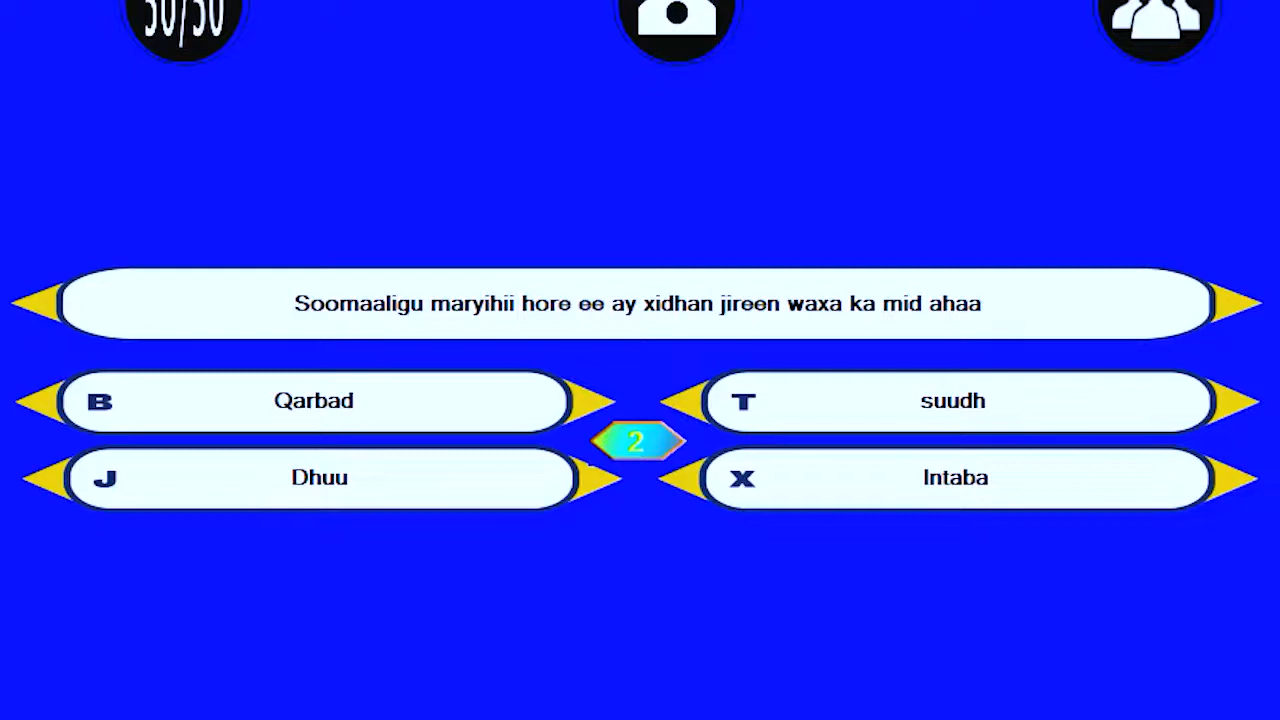 50/50
Soomaaligu maryihii hore ee ay xidhan jireen waxa ka mid ahaa
B Qarbad
T suudh
2
J Dhuu
X Intaba